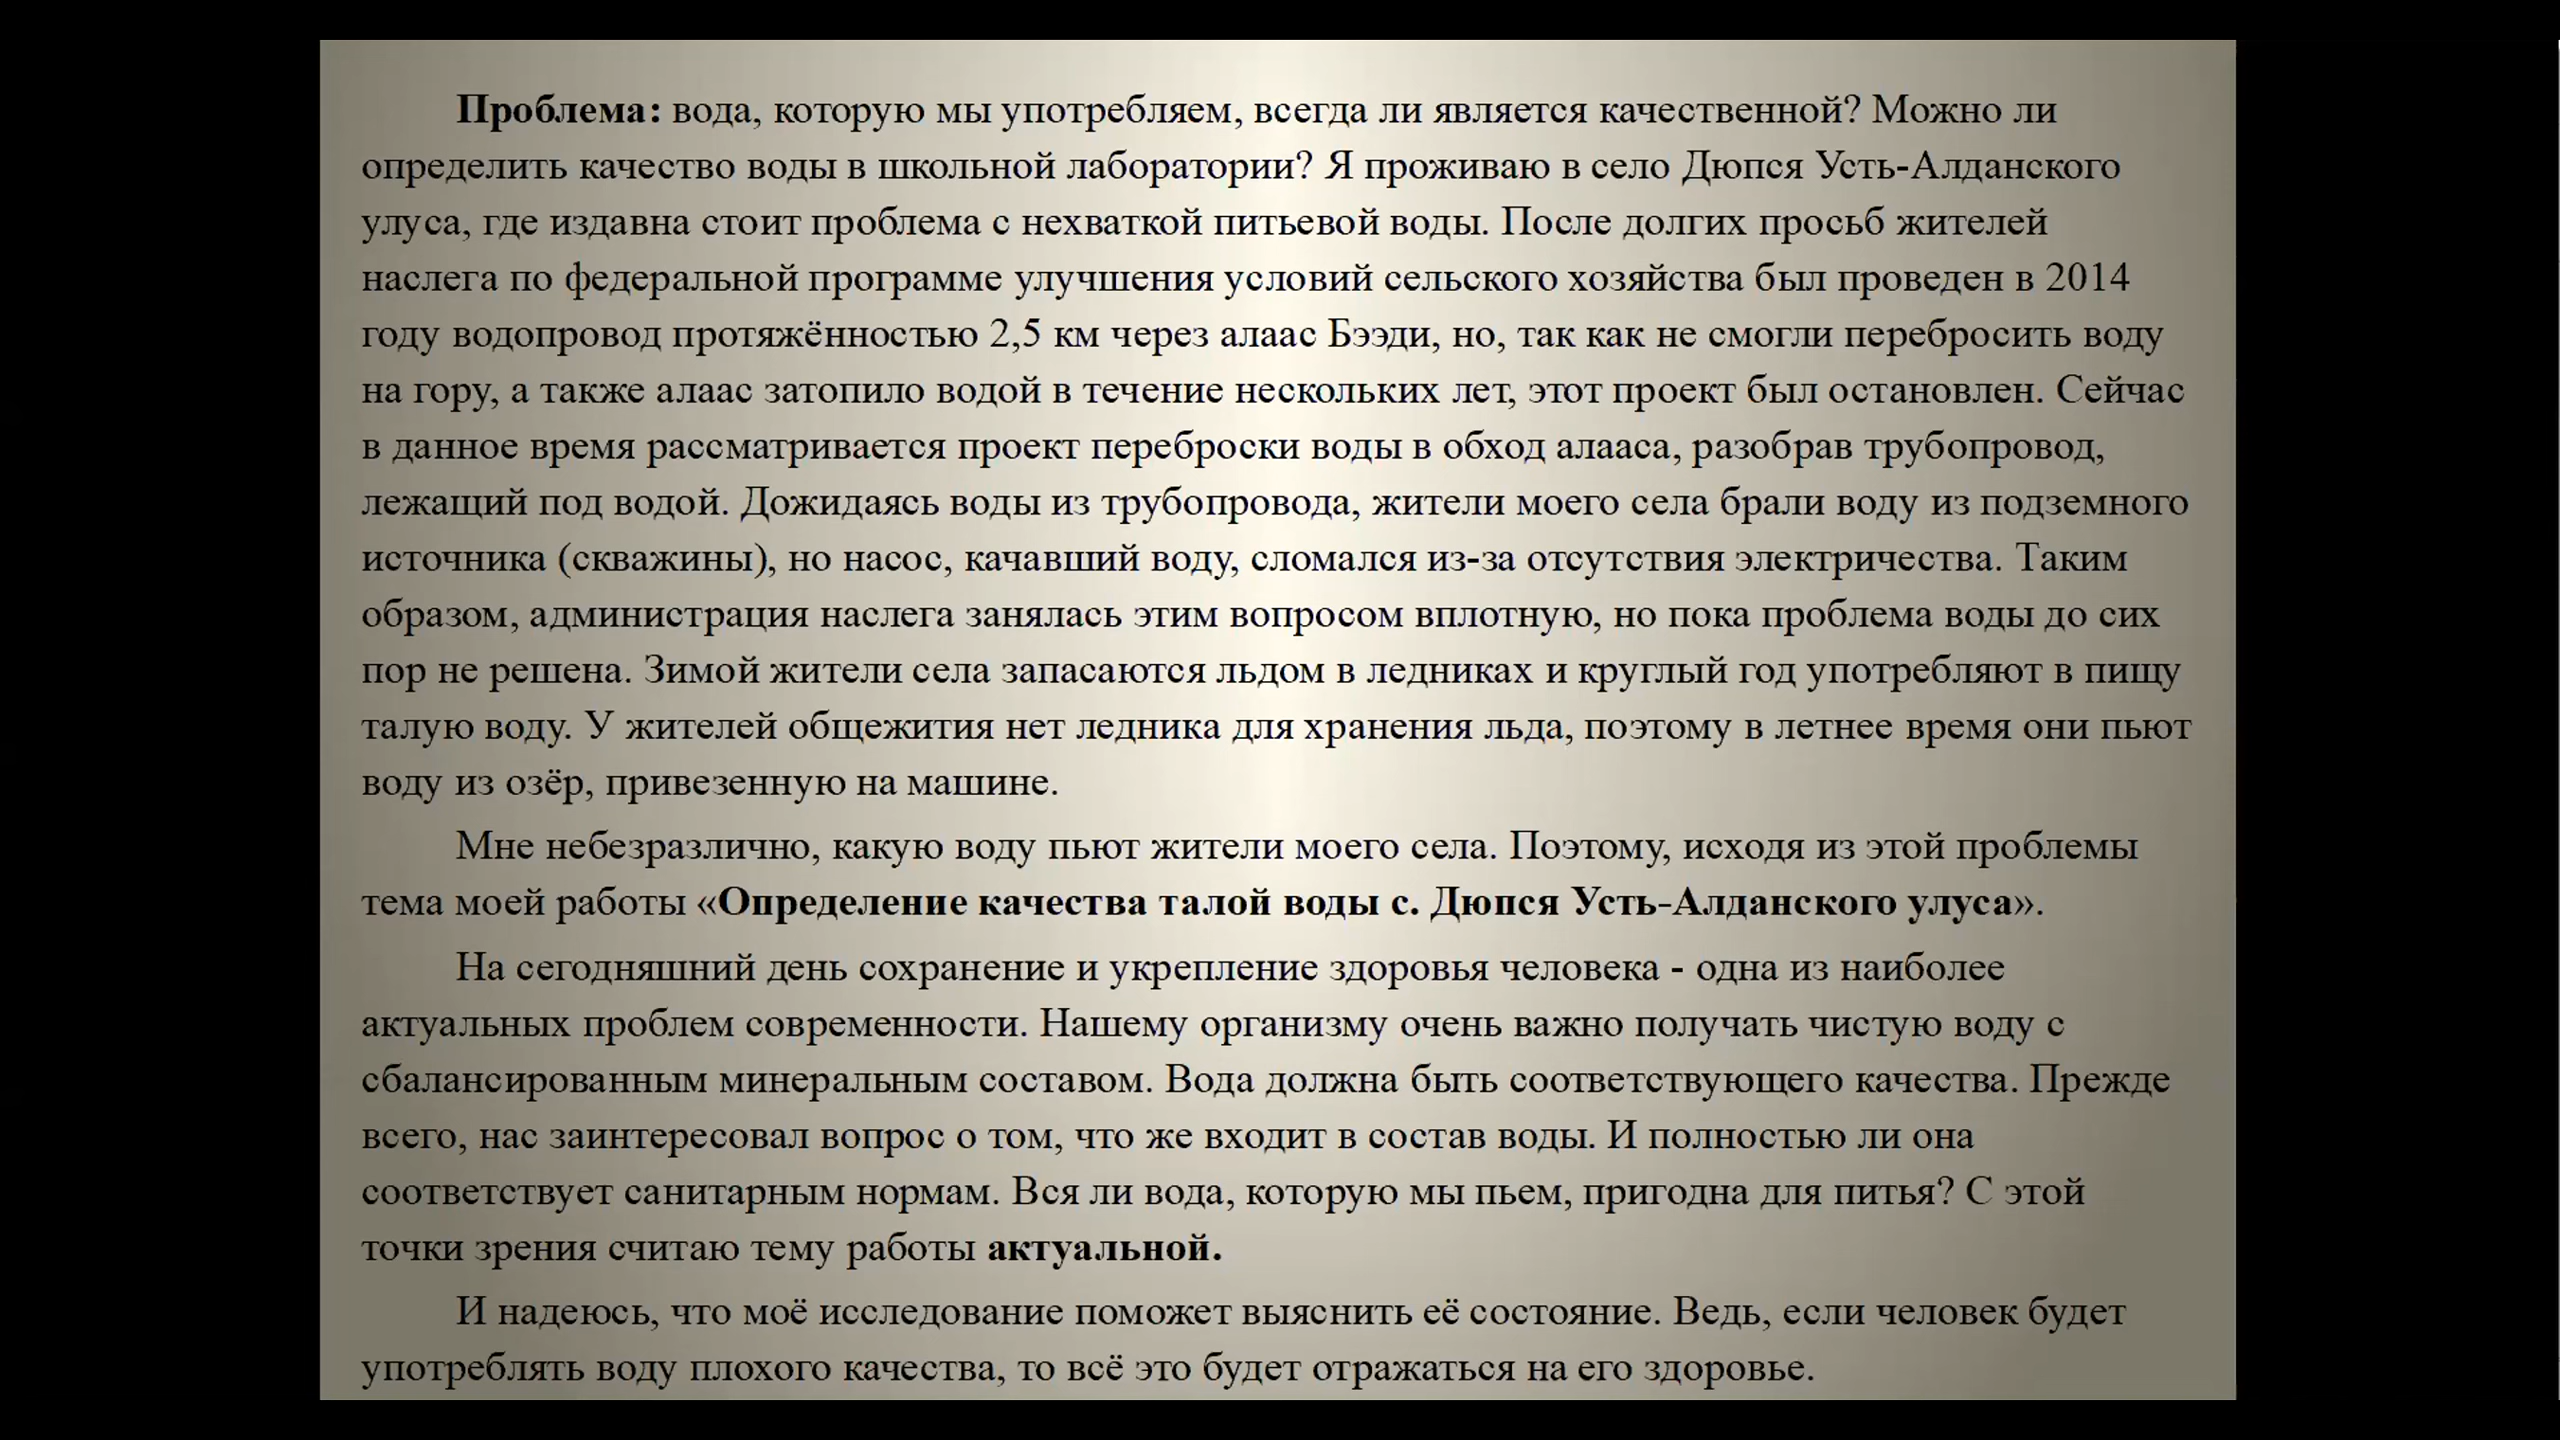 Проблема: вода, которую мы употребляем, всегда ли является качественной? Можно ли
определить качество воды в школьной лаборатории? Я проживаю в село Дюпся Усть-Алданского
улуса, где издавна стоит проблема с нехваткой питьевой воды. После долгих просьб жителей
наслега по федеральной программе улучшения условий сельского хозяйства был проведен в 2014
году водопровод протяжённостью 2,5 км через алаас Бээди, но, так как не смогли перебросить воду
на гору, а также алаас затопило водой в течение нескольких лет, этот проект был остановлен. Сейчас
в данное время рассматривается проект переброски воды в обход алааса, разобрав трубопровод,
лежащий под водой. Дожидаясь воды из трубопровода, жители моего села брали воду из подземного
источника (скважины), но насос, качавший воду, сломался из-за отсутствия электричества. Таким
образом, администрация наслега занялась этим вопросом вплотную, но пока проблема воды до сих
пор не решена. Зимой жители села запасаются льдом в ледниках и круглый год употребляют в пищу
талую воду. У жителей общежития нет ледника для хранения льда, поэтому в летнее время они пьют
воду из озёр, привезенную на машине.
Мне небезразлично, какую воду пьют жители моего села. Поэтому, исходя из этой проблемы
тема моей работы «Определение качества талой воды с. Дюпся Усть-Алданского улуса».
На сегодняшний день сохранение и укрепление здоровья человека - одна из наиболее
актуальных проблем современности. Нашему организму очень важно получать чистую воду с
сбалансированным минеральным составом. Вода должна быть соответствующего качества. Прежде
всего, нас заинтересовал вопрос о том, что же входит в состав воды. И полностью ли она
соответствует санитарным нормам. Вся ли вода, которую мы пьем, пригодна для питья? С этой
точки зрения считаю тему работы актуальной.
И надеюсь, что моё исследование поможет выяснить её состояние. Ведь, если человек будет
употреблять воду плохого качества, то всё это будет отражаться на его здоровье.